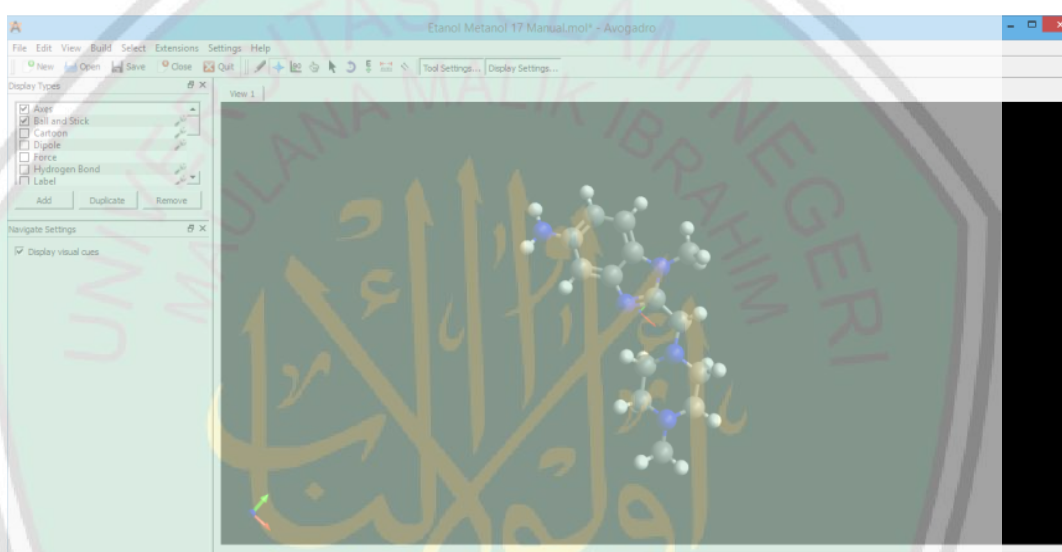 Etanol Metanol 17 Manual.mol* - Avogadro
File Edit View Build Select Extensions Settings Help
New Open Save Close Quit Tool Settings... Display Settings...
Display Types
View 1
Axes
Ball and Stick
Cartoon
Dipole
Force
Hydrogen Bond
Label
Add Duplicate Remove
Navigate Settings
Display visual cues
UNIVERSITAS ISLAM NEGERI
MAULANA MALIK IBRAHIM